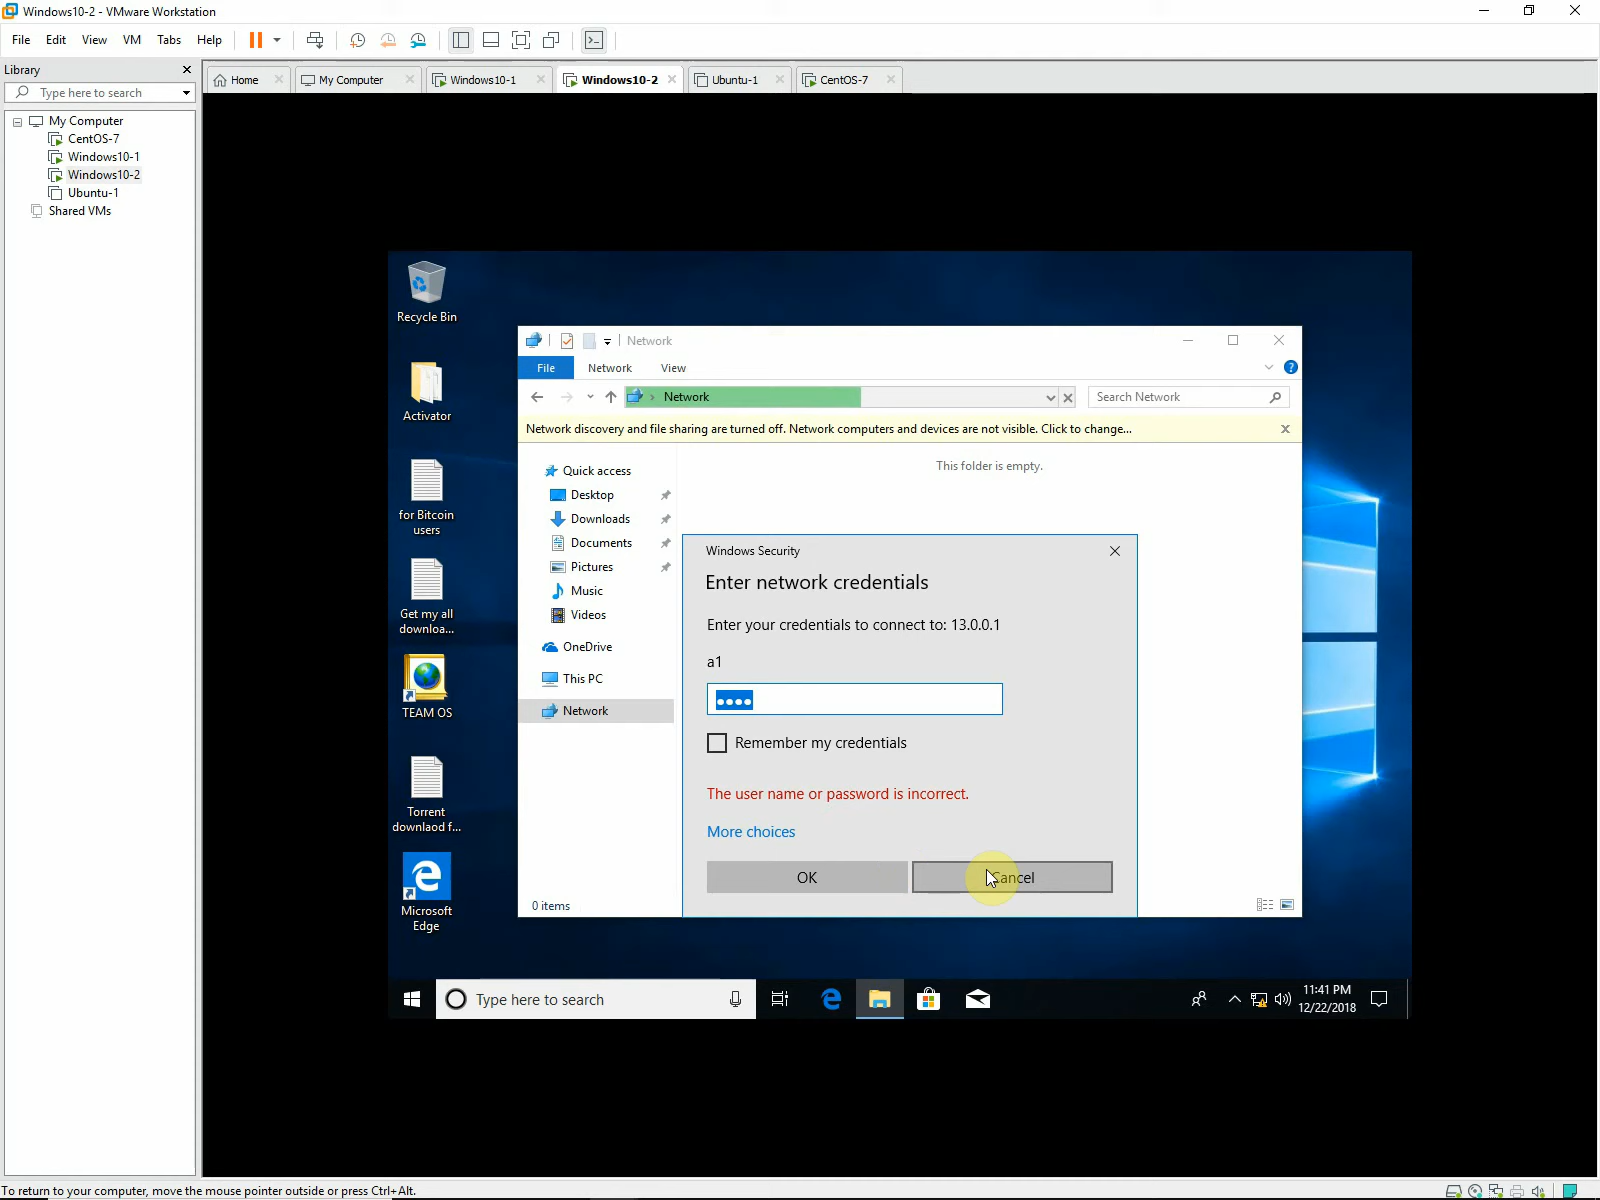 Windows10-2 - VMware Workstation
File Edit View VM Tabs Help
Library
Type here to search
My Computer
CentOS-7
Windows10-1
Windows10-2
Ubuntu-1
Shared VMs
Home My Computer Windows10-1 Windows10-2 Ubuntu-1 CentOS-7
Recycle Bin
Activator
for Bitcoin
users
Get my all
downloa...
TEAM OS
Torrent
downlaod f...
Microsoft
Edge
Network
File Network View
Network
Search Network
Network discovery and file sharing are turned off. Network computers and devices are not visible. Click to change...
This folder is empty.
Quick access
Desktop
Downloads
Documents
Pictures
Music
Videos
OneDrive
This PC
Network
0 items
Windows Security
Enter network credentials
Enter your credentials to connect to: 13.0.0.1
a1
Remember my credentials
The user name or password is incorrect.
More choices
OK Cancel
Type here to search
11:41 PM
12/22/2018
To return to your computer, move the mouse pointer outside or press Ctrl+Alt.